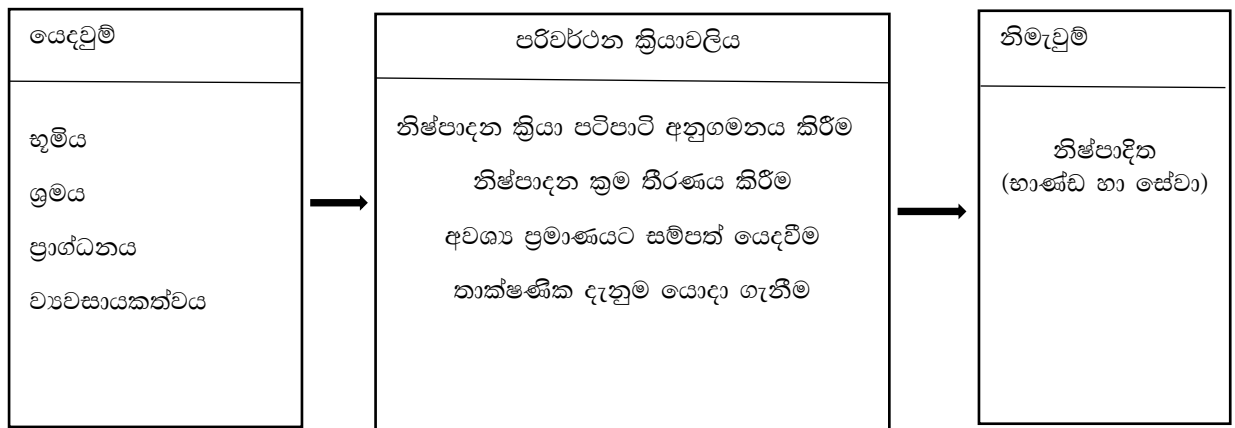 යෙදවුම්
භූමිය
ශ්‍රමය
ප්‍රාග්ධනය
ව්‍යවසායකත්වය
පරිවර්ථන ක්‍රියාවලිය
නිෂ්පාදන ක්‍රියා පටිපාටි අනුගමනය කිරීම
නිෂ්පාදන ක්‍රම තීරණය කිරීම
අවශ්‍ය ප්‍රමාණයට සම්පත් යෙදවීම
තාක්ෂණික දැනුම යොදා ගැනීම
නිමැවුම්
නිෂ්පාදිත
(භාණ්ඩ හා සේවා)